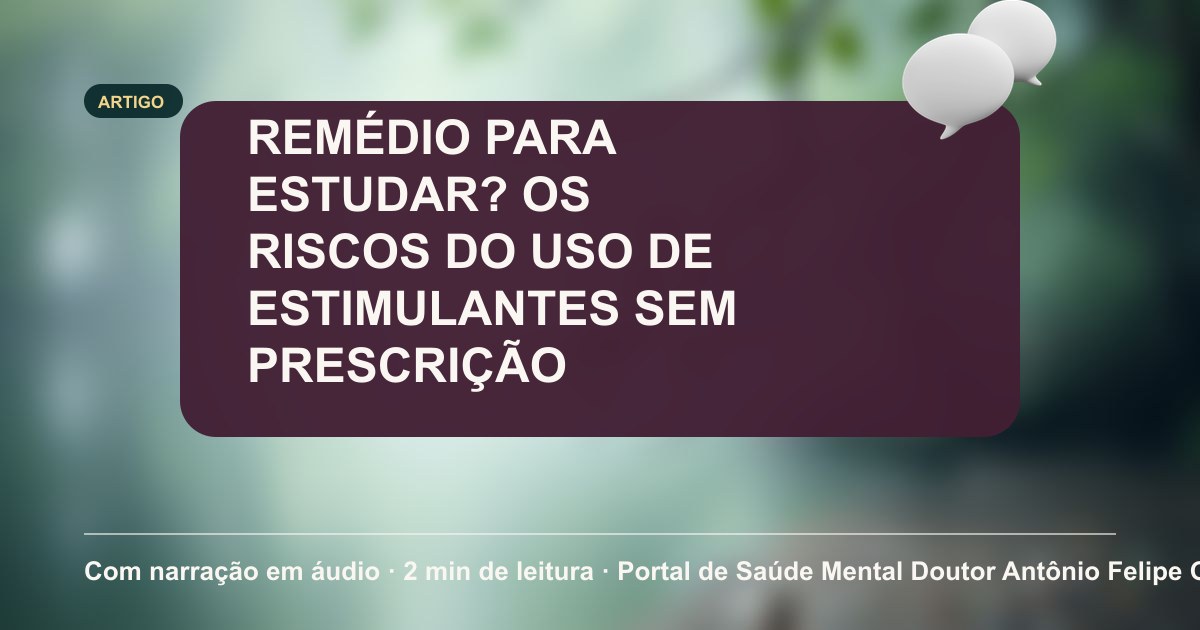 ARTIGO
REMÉDIO PARA
ESTUDAR? OS
RISCOS DO USO DE
ESTIMULANTES SEM
PRESCRIÇÃO
Com narração em áudio · 2 min de leitura · Portal de Saúde Mental Doutor Antônio Felipe